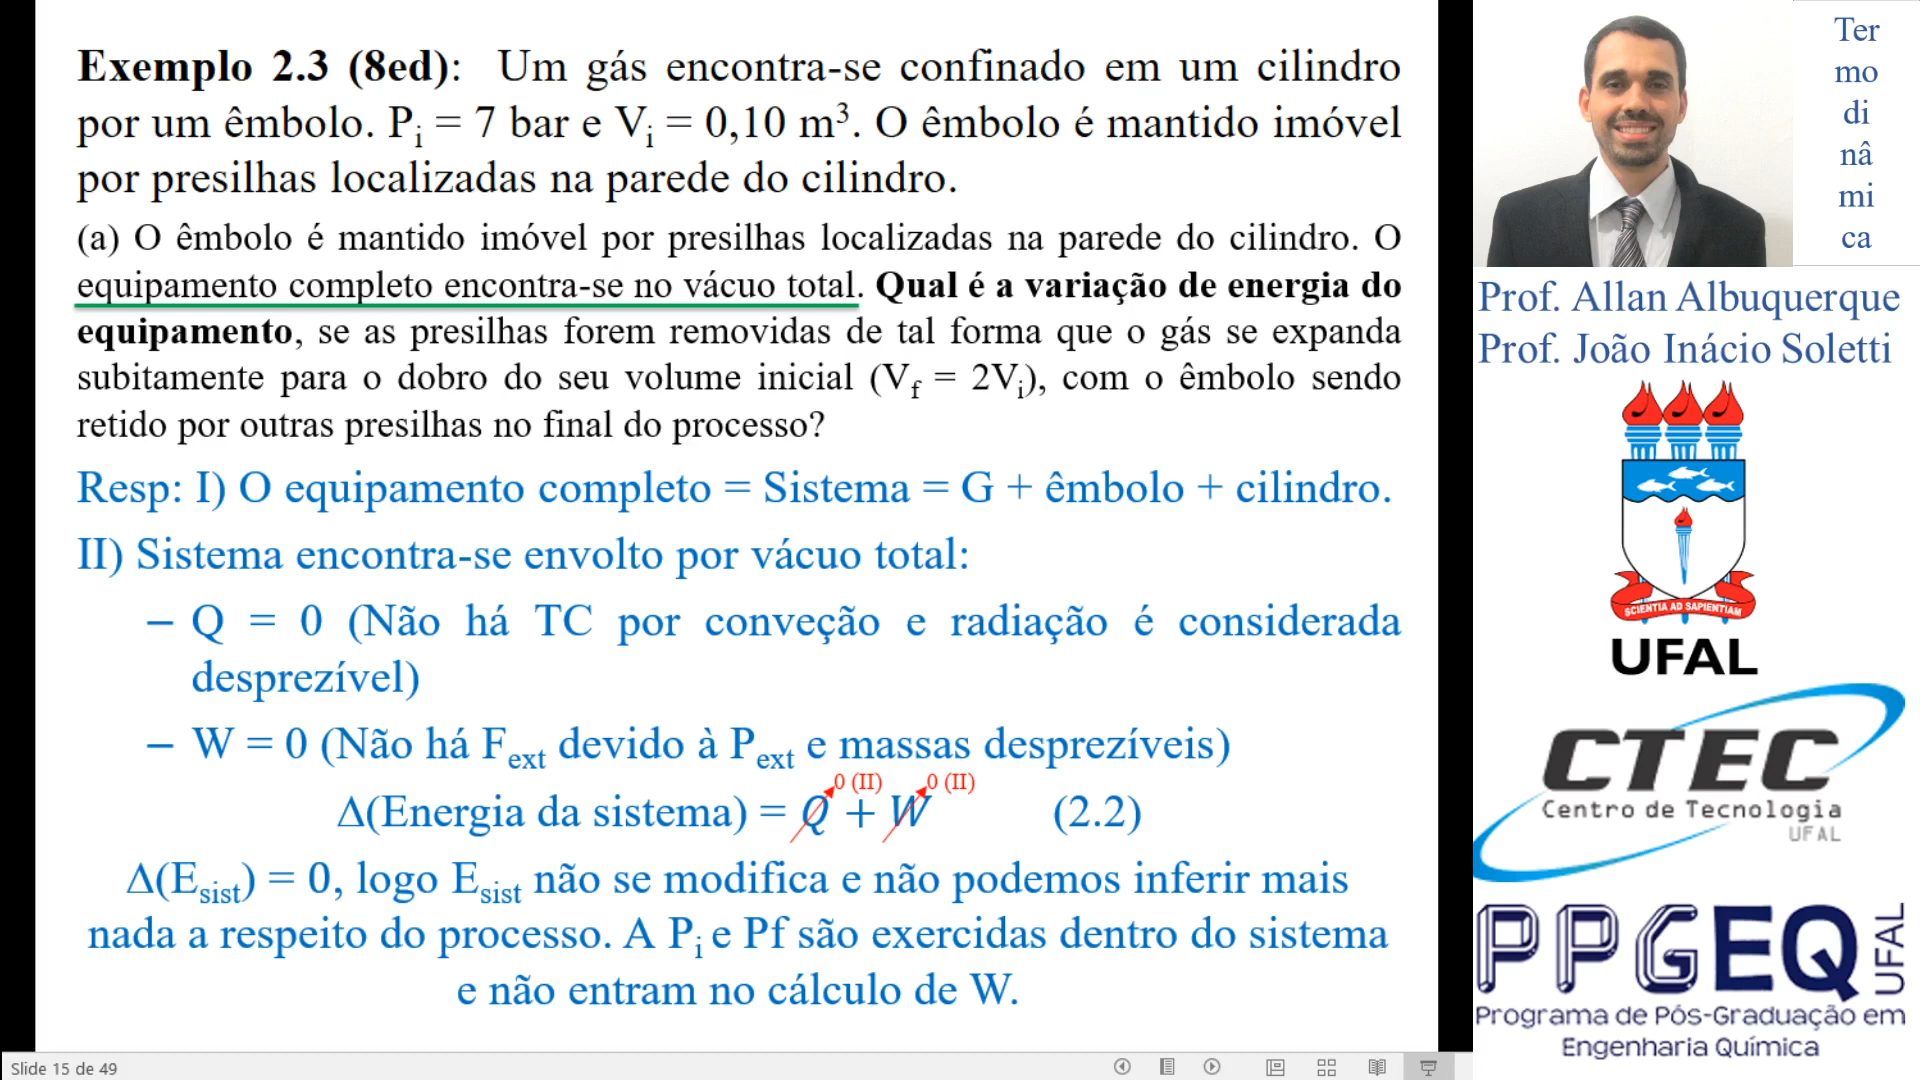 Exemplo 2.3 (8ed): Um gás encontra-se confinado em um cilindro
por um êmbolo. Pi = 7 bar e Vi = 0,10 m³. O êmbolo é mantido imóvel
por presilhas localizadas na parede do cilindro.
(a) O êmbolo é mantido imóvel por presilhas localizadas na parede do cilindro. O
equipamento completo encontra-se no vácuo total. Qual é a variação de energia do
equipamento, se as presilhas forem removidas de tal forma que o gás se expanda
subitamente para o dobro do seu volume inicial (Vf = 2Vi), com o êmbolo sendo
retido por outras presilhas no final do processo?
Resp: I) O equipamento completo = Sistema = G + êmbolo + cilindro.
II) Sistema encontra-se envolto por vácuo total:
– Q = 0 (Não há TC por conveção e radiação é considerada
desprezível)
– W = 0 (Não há Fext devido à Pext e massas desprezíveis)
0 (II) 0 (II)
Δ(Energia da sistema) = Q + W (2.2)
Δ(Esist) = 0, logo Esist não se modifica e não podemos inferir mais
nada a respeito do processo. A Pi e Pf são exercidas dentro do sistema
e não entram no cálculo de W.
Slide 15 de 49
Ter
mo
di
nâ
mi
ca
Prof. Allan Albuquerque
Prof. João Inácio Soletti
SCIENTIA AD SAPIENTIAM
UFAL
CTEC
Centro de Tecnologia
UFAL
PPGEQ
UFAL
Programa de Pós-Graduação em
Engenharia Química